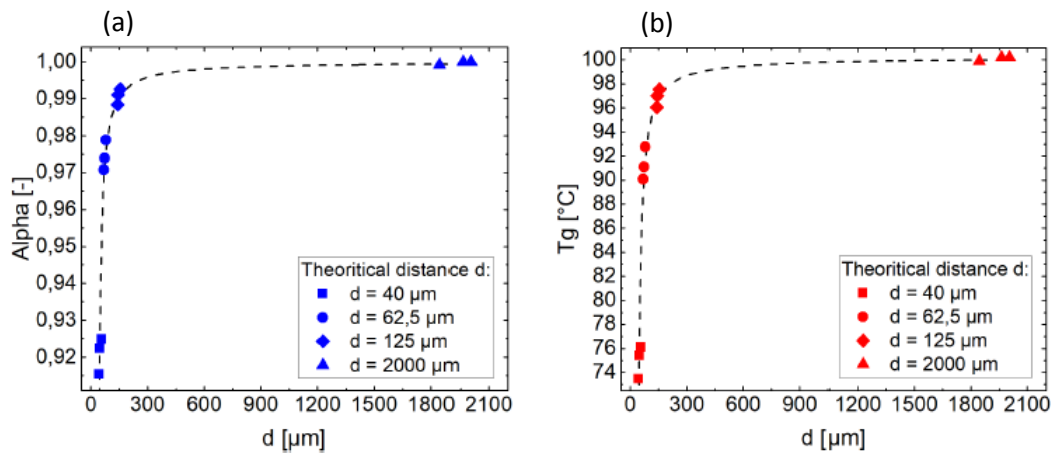 (a)
1,00
0,99
0,98
0,97
0,96
0,95
0,94
0,93
0,92
Alpha [-]
0 300 600 900 1200 1500 1800 2100
d [µm]
Theoritical distance d:
d = 40 µm
d = 62,5 µm
d = 125 µm
d = 2000 µm
(b)
100
98
96
94
92
90
88
86
84
82
80
78
76
74
Tg [°C]
0 300 600 900 1200 1500 1800 2100
d [µm]
Theoritical distance d:
d = 40 µm
d = 62,5 µm
d = 125 µm
d = 2000 µm